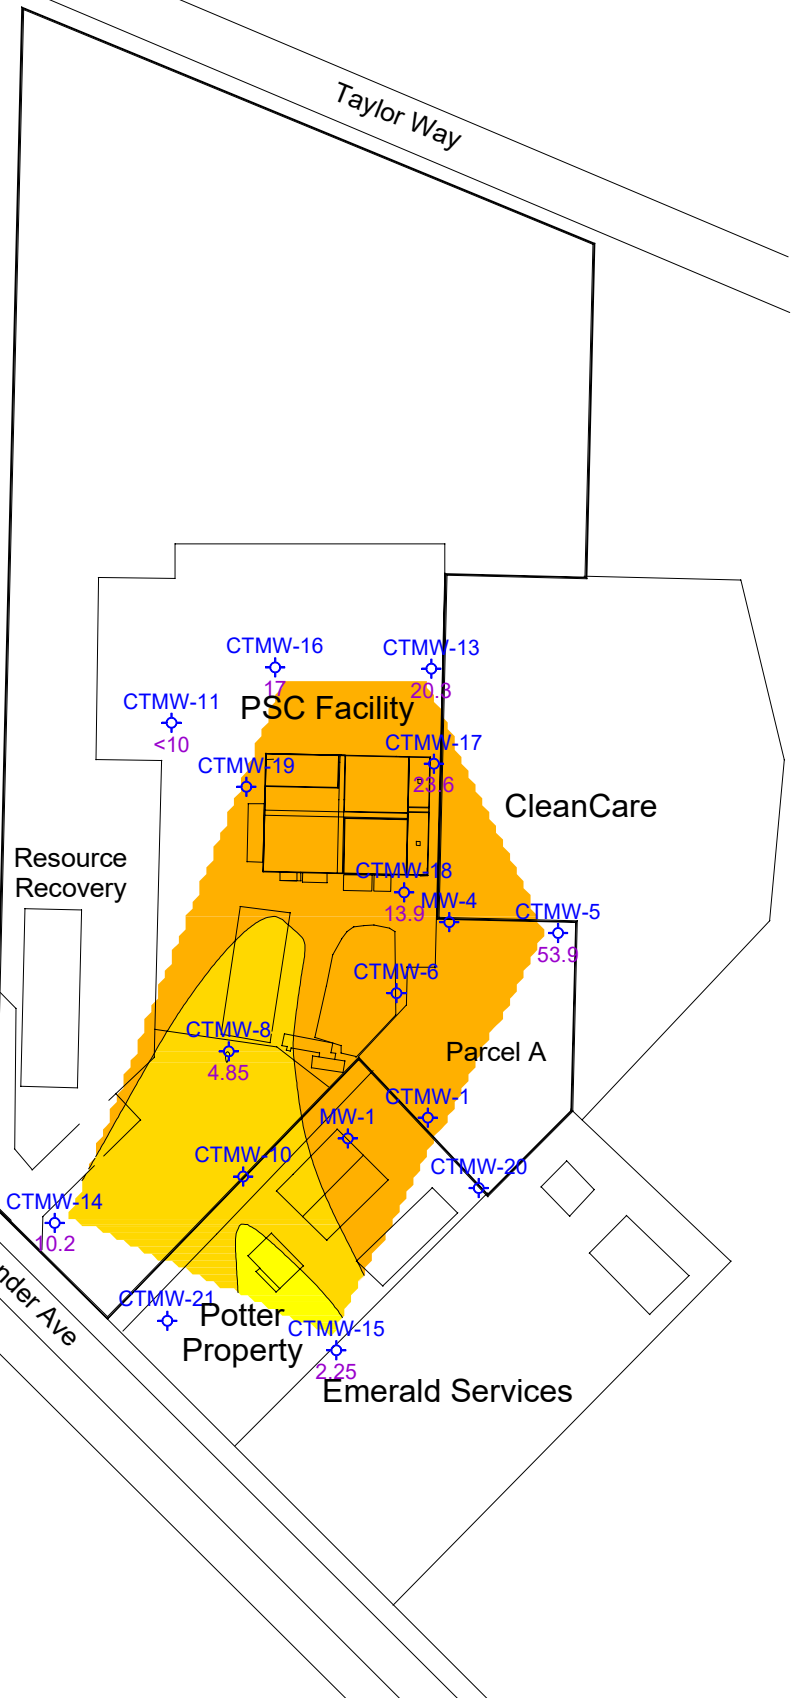 Taylor Way
CTMW-16
17
CTMW-13
20.3
CTMW-11
<10
PSC Facility
CTMW-17
23.6
CTMW-19
CleanCare
Resource
Recovery
CTMW-18
13.9
MW-4
CTMW-5
53.9
CTMW-6
CTMW-8
4.85
Parcel A
CTMW-1
MW-1
CTMW-10
CTMW-20
CTMW-14
10.2
nder Ave
CTMW-21
Potter
Property
CTMW-15
2.25
Emerald Services